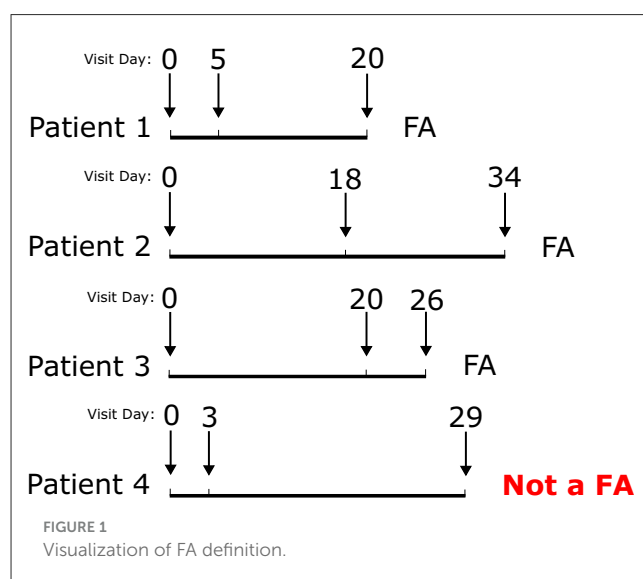 Visit Day: 0 5 20
Patient 1 FA
Visit Day: 0 18 34
Patient 2 FA
Visit Day: 0 20 26
Patient 3 FA
Visit Day: 0 3 29
Patient 4 Not a FA
FIGURE 1
Visualization of FA definition.